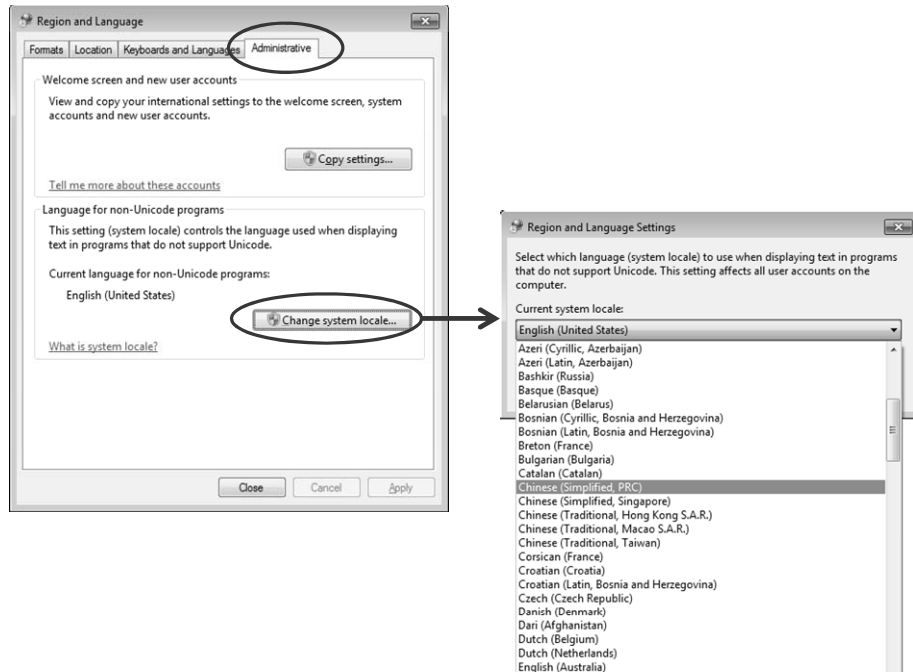 Region and Language
Formats Location Keyboards and Languages Administrative
Welcome screen and new user accounts
View and copy your international settings to the welcome screen, system
accounts and new user accounts.
Copy settings...
Tell me more about these accounts
Language for non-Unicode programs
This setting (system locale) controls the language used when displaying
text in programs that do not support Unicode.
Current language for non-Unicode programs:
English (United States)
Change system locale...
What is system locale?
Close Cancel Apply
Region and Language Settings
Select which language (system locale) to use when displaying text in programs
that do not support Unicode. This setting affects all user accounts on the
computer.
Current system locale:
English (United States)
Azeri (Cyrillic, Azerbaijan)
Azeri (Latin, Azerbaijan)
Bashkir (Russia)
Basque (Basque)
Belarusian (Belarus)
Bosnian (Cyrillic, Bosnia and Herzegovina)
Bosnian (Latin, Bosnia and Herzegovina)
Breton (France)
Bulgarian (Bulgaria)
Catalan (Catalan)
Chinese (Simplified, PRC)
Chinese (Simplified, Singapore)
Chinese (Traditional, Hong Kong S.A.R.)
Chinese (Traditional, Macao S.A.R.)
Chinese (Traditional, Taiwan)
Corsican (France)
Croatian (Croatia)
Croatian (Latin, Bosnia and Herzegovina)
Czech (Czech Republic)
Danish (Denmark)
Dari (Afghanistan)
Dutch (Belgium)
Dutch (Netherlands)
English (Australia)